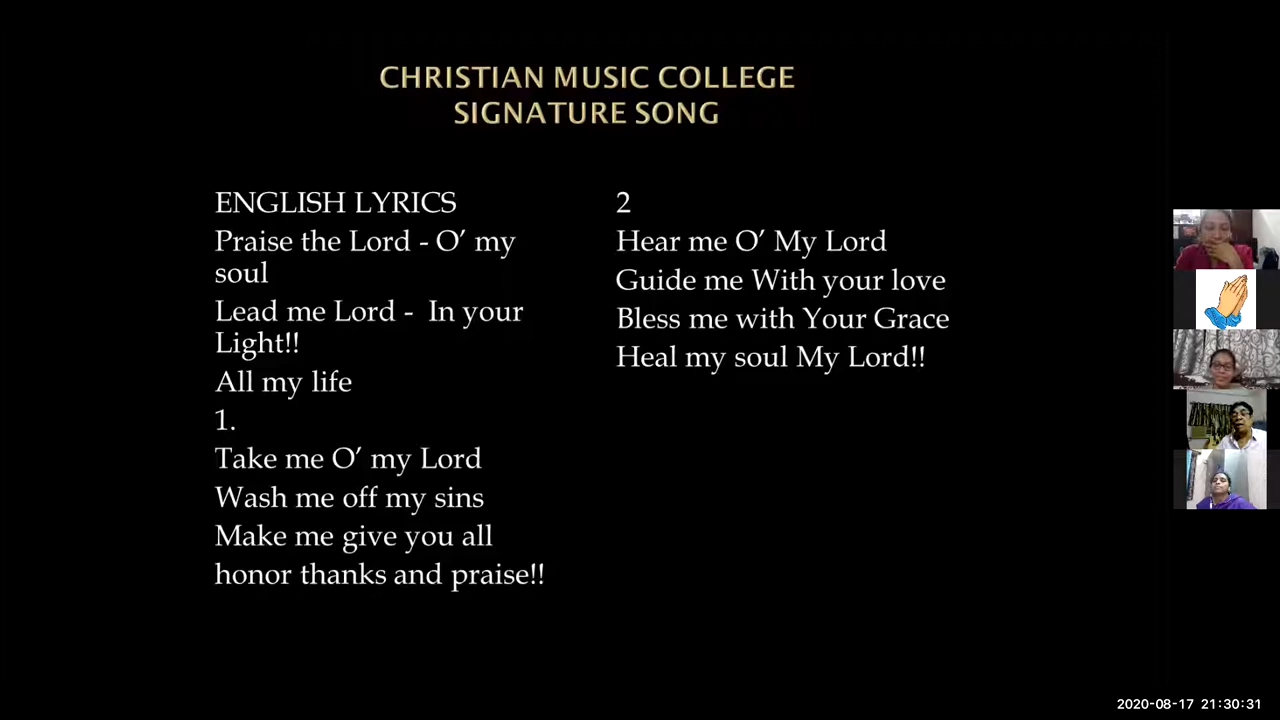 CHRISTIAN MUSIC COLLEGE
SIGNATURE SONG
ENGLISH LYRICS
Praise the Lord - O’ my
soul
Lead me Lord -  In your
Light!!
All my life
1.
Take me O’ my Lord
Wash me off my sins
Make me give you all
honor thanks and praise!!
2
Hear me O’ My Lord
Guide me With your love
Bless me with Your Grace
Heal my soul My Lord!!
2020-08-17 21:30:31